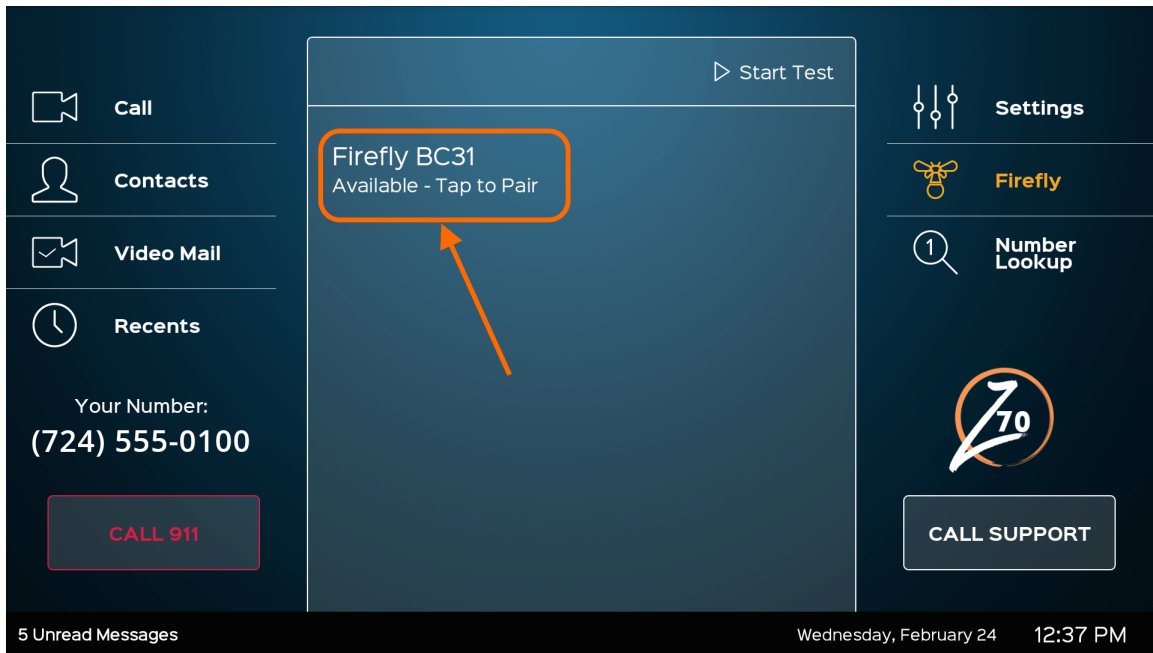 Call
Contacts
Video Mail
Recents
Your Number:
(724) 555-0100
CALL 911
Start Test
Firefly BC31
Available - Tap to Pair
Settings
Firefly
1
Number
Lookup
Z
70
CALL SUPPORT
5 Unread Messages
Wednesday, February 24
12:37 PM